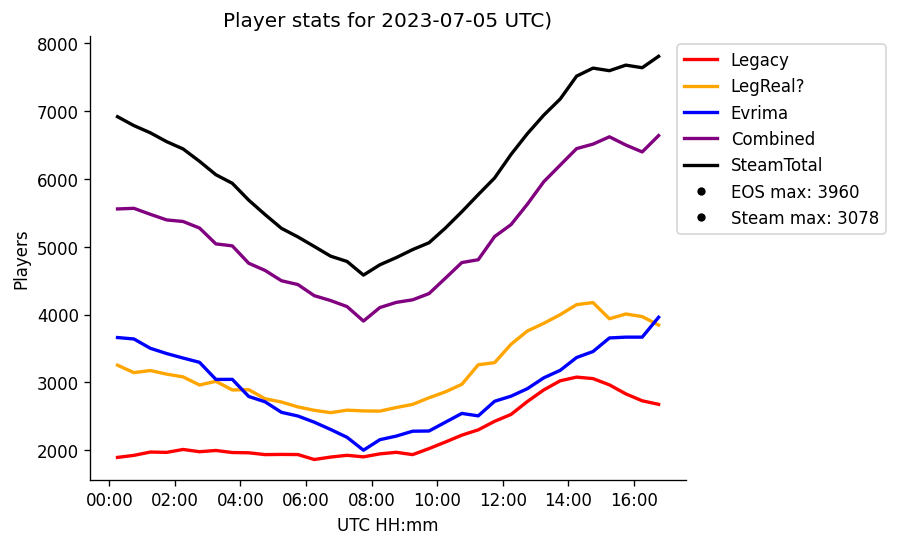 Player stats for 2023-07-05 UTC)
8000
7000
6000
5000
4000
3000
2000
Players
00:00 02:00 04:00 06:00 08:00 10:00 12:00 14:00 16:00
UTC HH:mm
Legacy
LegReal?
Evrima
Combined
SteamTotal
EOS max: 3960
Steam max: 3078